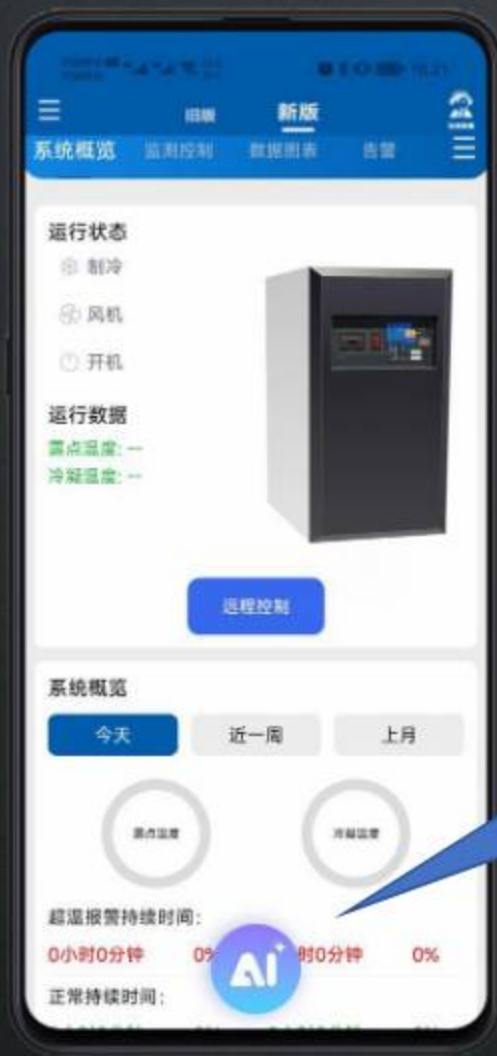 旧版 新版
系统概览 监测控制 数据图表 告警
运行状态
制冷
风机
开机
运行数据
露点温度: --
冷凝温度: --
远程控制
系统概览
今天 近一周 上月
露点温度 冷凝温度
超温报警持续时间:
0小时0分钟 0% 时0分钟 0%
AI
正常持续时间: